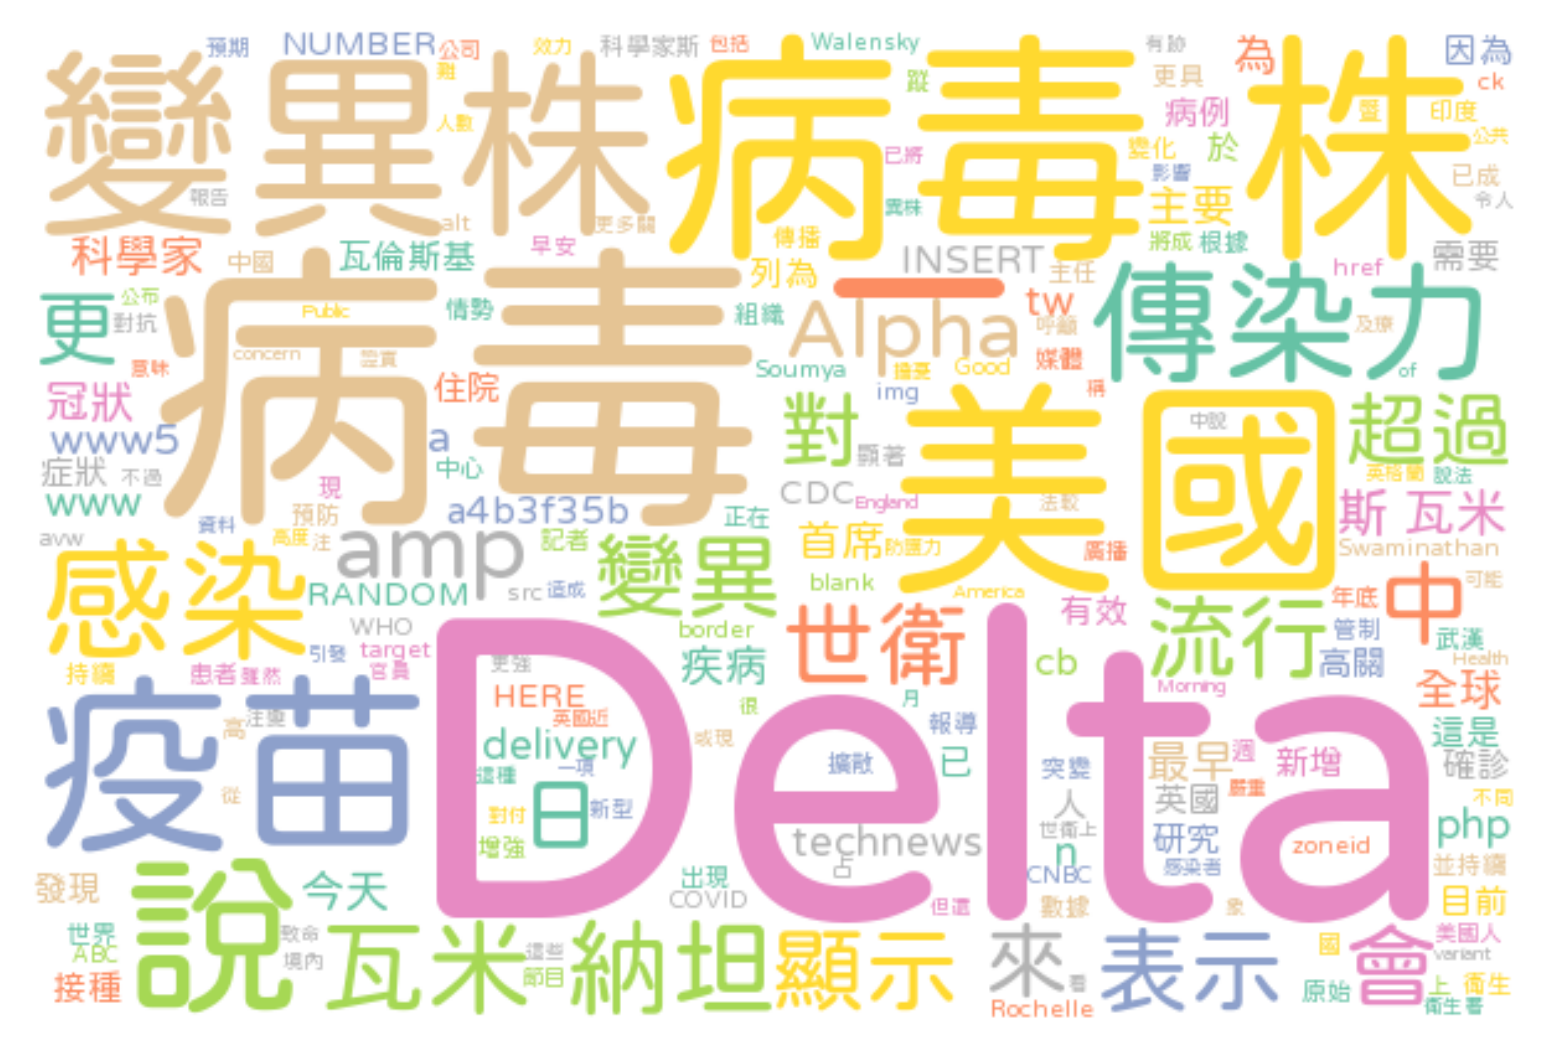 預期 NUMBER 公司 效力 科學家斯 包括 Walensky 有跡 為 因為
變異株 難 病毒株 蹤 更具 ck
人數 病例 暨 印度
已將 變化 於 公共
報告 影響 已成
alt 更多關 異株 主要 令人
科學家 中國 瓦倫斯基 早安 傳播 將成 根據 需要
列為 INSERT 主任 href
更 公布 對抗 病毒 Public 情勢 組織 一 tw 傳染力
Alpha 呼籲
concern 證實 意味 住院 Soumya 擔憂 Good 媒體 of
冠狀 img 稱
www5 a 對 美國 中說 超過
症狀 不過 中心 顯著 英格蘭 說法
www 現 CDC England 法較 斯 瓦米
資料 預防 a4b3f35b 正在
avw 高度 注 amp 記者 首席 防護力 廣播 Swaminathan
感染 RANDOM src 造成 變異 blank America 年底 中 可能
WHO border 世衛 有效 流行 管制 武漢
引發 target
持續 患者 雖然 官員 更強 疾病 cb Morning 高關 Health
疫苗 高 注變 HERE 英國近 很 月 全球
Delta
delivery 或現 報導 最早 週 新增 這是
這種 一項 擴散 已 突變 確診
從 對付 日 新型 人 英國 嚴重 不同
增強 technews 世衛上 研究 zoneid php
占 n
發現 說 今天 出現 CNBC 感染者 並持續
COVID 但還 數據 象 目前
世界 致命 瓦米 這些 納坦 顯示 來 表示 國 會 美國人
ABC 境內 variant
接種 節目 看 原始 上 衛生
Rochelle 衛生署